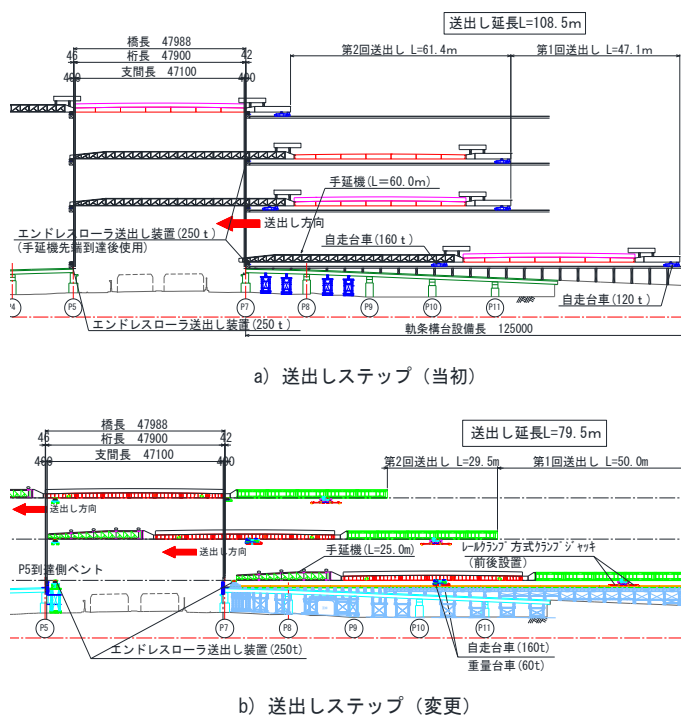 送出し延長L=108.5m
橋長 47988
46 桁長 47900 42
支間長 47100
400 400
第2回送出し L=61.4m 第1回送出し L=47.1m
手延機(L=60.0m)
送出し方向
エンドレスローラ送出し装置(250t)
(手延機先端到達後使用)
自走台車(160t)
自走台車(120t)
P4 P5 P7 P8 P9 P10 P11
エンドレスローラ送出し装置(250t)
軌条構台設備長 125000
a) 送出しステップ(当初)
送出し延長L=79.5m
橋長 47988
46 桁長 47900 42
支間長 47100
400 400
第2回送出し L=29.5m 第1回送出し L=50.0m
送出し方向
送出し方向
手延機(L=25.0m)
レールクランプ方式クランプジャッキ
(前後設置)
P5到達側ベント
P5 P7 P8 P9 P10 P11
エンドレスローラ送出し装置(250t)
自走台車(160t)
重量台車(60t)
b) 送出しステップ(変更)